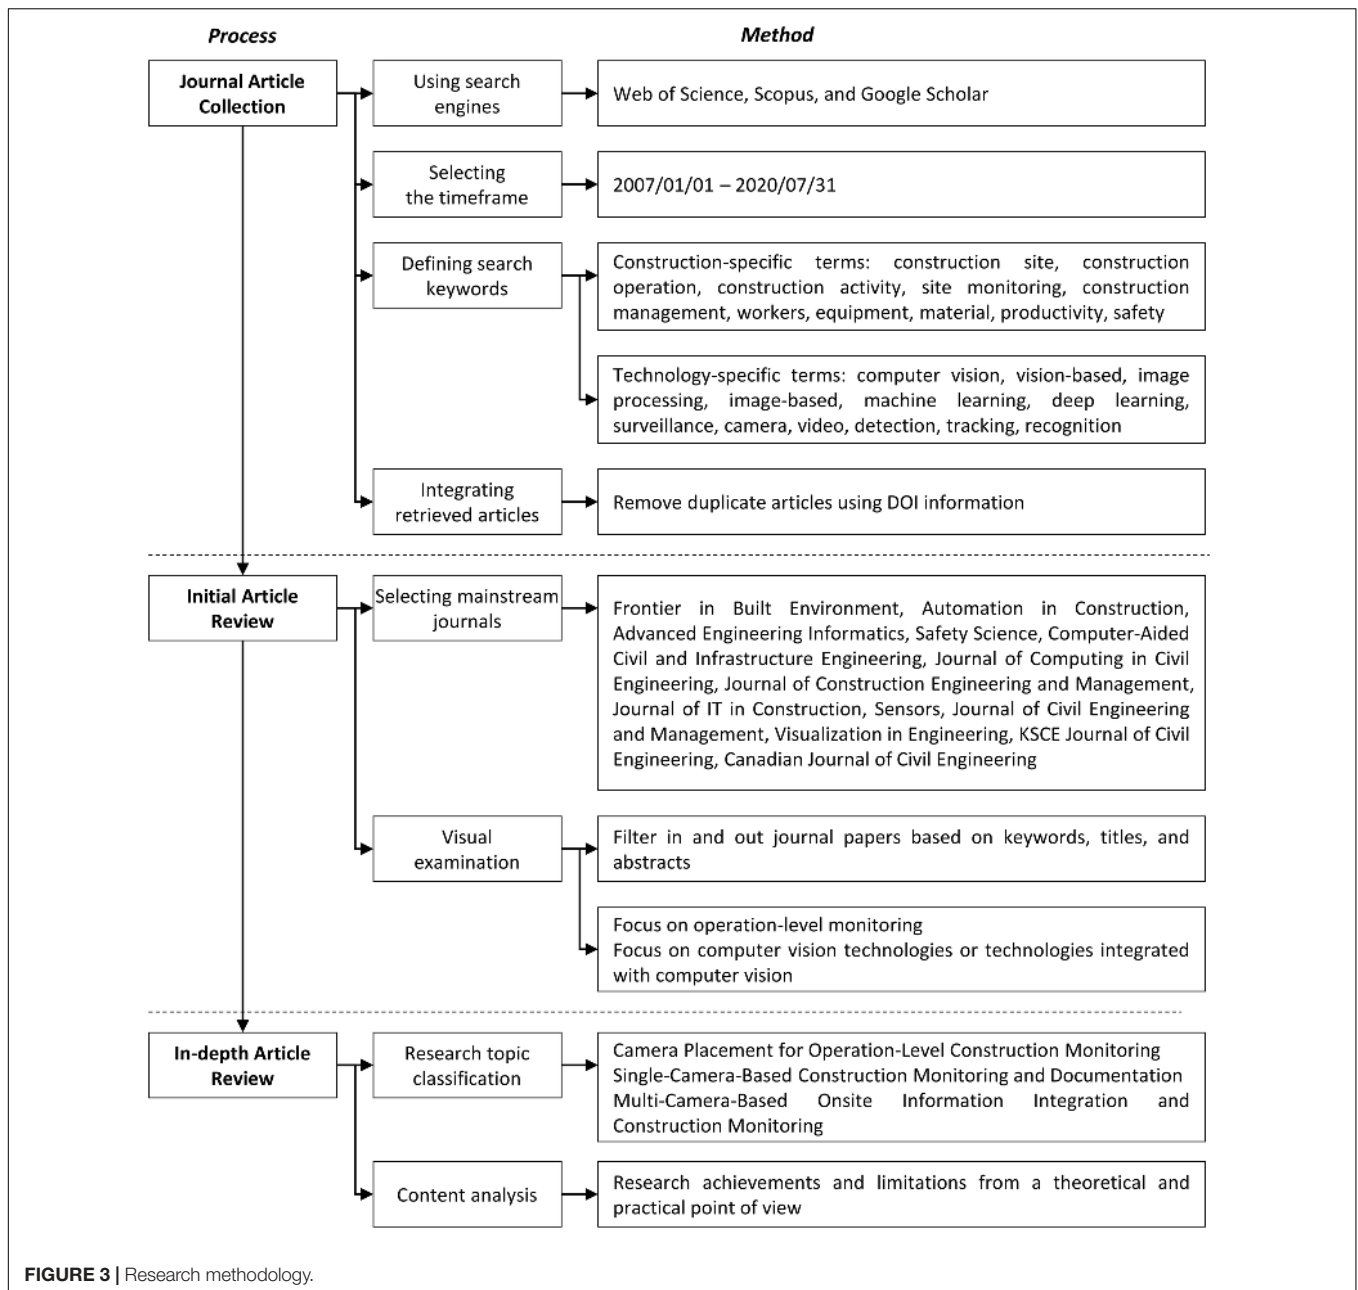 Process
Method
Journal Article
Collection
Using search
engines
Web of Science, Scopus, and Google Scholar
Selecting
the timeframe
2007/01/01 – 2020/07/31
Defining search
keywords
Construction-specific terms: construction site, construction
operation, construction activity, site monitoring, construction
management, workers, equipment, material, productivity, safety
Technology-specific terms: computer vision, vision-based, image
processing, image-based, machine learning, deep learning,
surveillance, camera, video, detection, tracking, recognition
Integrating
retrieved articles
Remove duplicate articles using DOI information
Initial Article
Review
Selecting mainstream
journals
Frontier in Built Environment, Automation in Construction,
Advanced Engineering Informatics, Safety Science, Computer-Aided
Civil and Infrastructure Engineering, Journal of Computing in Civil
Engineering, Journal of Construction Engineering and Management,
Journal of IT in Construction, Sensors, Journal of Civil Engineering
and Management, Visualization in Engineering, KSCE Journal of Civil
Engineering, Canadian Journal of Civil Engineering
Visual
examination
Filter in and out journal papers based on keywords, titles, and
abstracts
Focus on operation-level monitoring
Focus on computer vision technologies or technologies integrated
with computer vision
In-depth Article
Review
Research topic
classification
Camera Placement for Operation-Level Construction Monitoring
Single-Camera-Based Construction Monitoring and Documentation
Multi-Camera-Based Onsite Information Integration and
Construction Monitoring
Content analysis
Research achievements and limitations from a theoretical and
practical point of view
FIGURE 3 | Research methodology.